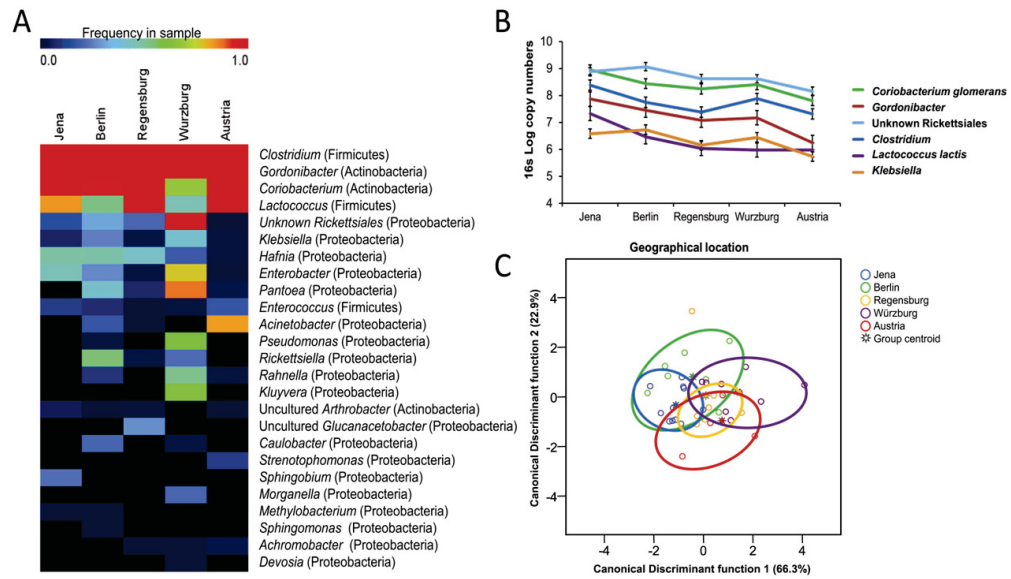 A
Frequency in sample
0.0 1.0
Jena
Berlin
Regensburg
Wurzburg
Austria
Clostridium (Firmicutes)
Gordonibacter (Actinobacteria)
Coriobacterium (Actinobacteria)
Lactococcus (Firmicutes)
Unknown Rickettsiales (Proteobacteria)
Klebsiella (Proteobacteria)
Hafnia (Proteobacteria)
Enterobacter (Proteobacteria)
Pantoea (Proteobacteria)
Enterococcus (Firmicutes)
Acinetobacter (Proteobacteria)
Pseudomonas (Proteobacteria)
Rickettsiella (Proteobacteria)
Rahnella (Proteobacteria)
Kluyvera (Proteobacteria)
Uncultured Arthrobacter (Actinobacteria)
Uncultured Glucanacetobacter (Proteobacteria)
Caulobacter (Proteobacteria)
Strenotophomonas (Proteobacteria)
Sphingobium (Proteobacteria)
Morganella (Proteobacteria)
Methylobacterium (Proteobacteria)
Sphingomonas (Proteobacteria)
Achromobacter (Proteobacteria)
Devosia (Proteobacteria)
B
16s Log copy numbers
10
9
8
7
6
5
4
Jena Berlin Regensburg Wurzburg Austria
Geographical location
Coriobacterium glomerans
Gordonibacter
Unknown Rickettsiales
Clostridium
Lactococcus lactis
Klebsiella
C
Canonical Discriminant function 2 (22.9%)
4
2
0
-2
-4
-4 -2 0 2 4
Canonical Discriminant function 1 (66.3%)
Jena
Berlin
Regensburg
Würzburg
Austria
Group centroid